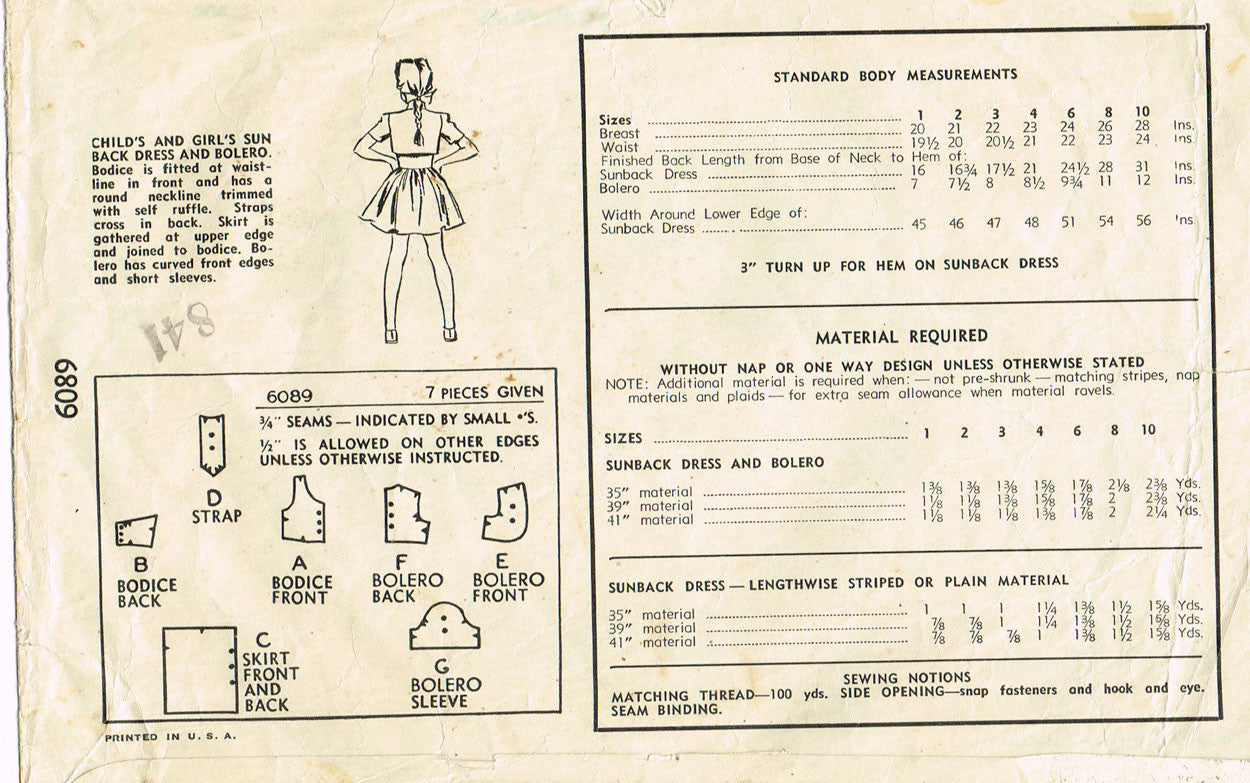 CHILD'S AND GIRL'S SUN
BACK DRESS AND BOLERO.
Bodice is fitted at waist-
line in front and has a
round neckline trimmed
with self ruffle. Straps
cross in back. Skirt is
gathered at upper edge
and joined to bodice. Bo-
lero has curved front edges
and short sleeves.
841
6089
6089 7 PIECES GIVEN
¾" SEAMS — INDICATED BY SMALL •'S.
½" IS ALLOWED ON OTHER EDGES
UNLESS OTHERWISE INSTRUCTED.
D
STRAP
B
BODICE
BACK
A
BODICE
FRONT
F
BOLERO
BACK
E
BOLERO
FRONT
C
SKIRT
FRONT
AND
BACK
G
BOLERO
SLEEVE
PRINTED IN U. S. A.
STANDARD BODY MEASUREMENTS
Sizes 1 2 3 4 6 8 10
Breast 20 21 22 23 24 26 28 Ins.
Waist 19½ 20 20½ 21 22 23 24 Ins.
Finished Back Length from Base of Neck to Hem of:
Sunback Dress 16 16¾ 17½ 21 24½ 28 31 Ins.
Bolero 7 7½ 8 8½ 9¾ 11 12 Ins.
Width Around Lower Edge of:
Sunback Dress 45 46 47 48 51 54 56 Ins
3" TURN UP FOR HEM ON SUNBACK DRESS
MATERIAL REQUIRED
WITHOUT NAP OR ONE WAY DESIGN UNLESS OTHERWISE STATED
NOTE: Additional material is required when: — not pre-shrunk — matching stripes, nap
materials and plaids — for extra seam allowance when material ravels.
SIZES 1 2 3 4 6 8 10
SUNBACK DRESS AND BOLERO
35" material 1⅜ 1⅜ 1⅜ 1⅝ 1⅞ 2⅛ 2⅜ Yds.
39" material 1⅛ 1⅛ 1⅜ 1⅝ 1⅞ 2 2⅜ Yds.
41" material 1⅛ 1⅛ 1⅛ 1⅜ 1⅞ 2 2¼ Yds.
SUNBACK DRESS — LENGTHWISE STRIPED OR PLAIN MATERIAL
35" material 1 1 1 1¼ 1⅜ 1½ 1⅝ Yds.
39" material ⅞ ⅞ 1 1¼ 1⅜ 1½ 1⅝ Yds.
41" material ⅞ ⅞ ⅞ 1 1⅜ 1½ 1⅝ Yds.
SEWING NOTIONS
MATCHING THREAD—100 yds. SIDE OPENING—snap fasteners and hook and eye.
SEAM BINDING.